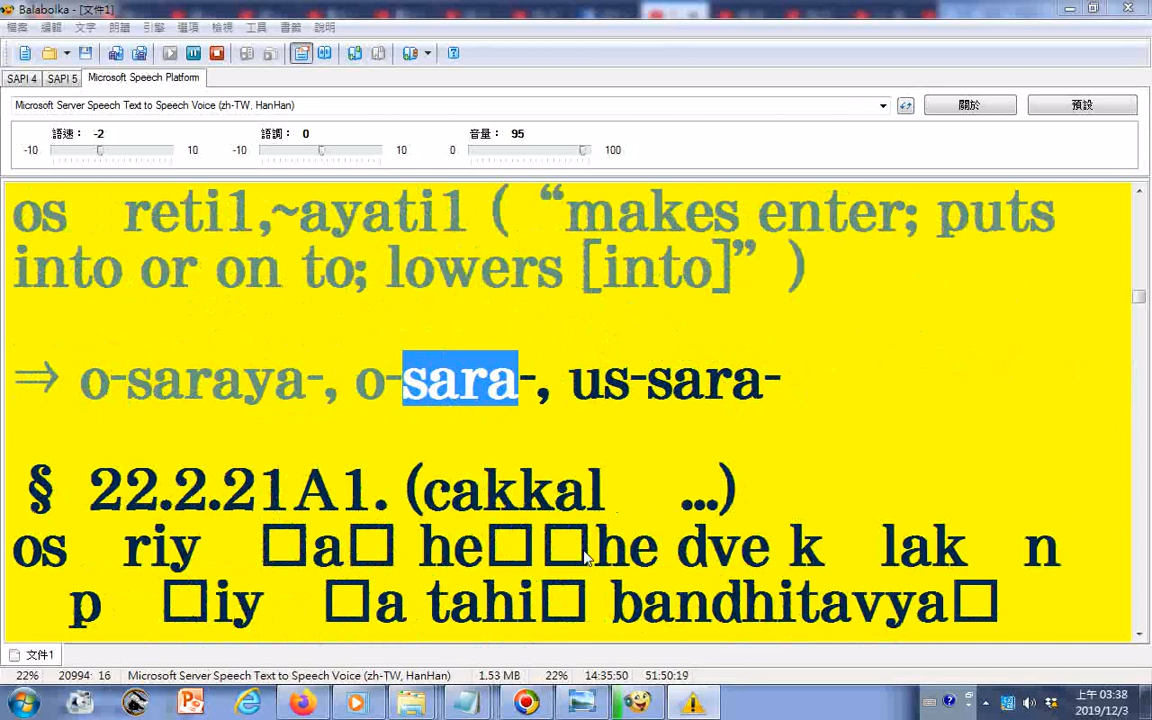 Balabolka - [文件1]
檔案 編輯 文字 朗讀 引擎 選項 檢視 工具 書籤 說明
SAPI 4 SAPI 5 Microsoft Speech Platform
Microsoft Server Speech Text to Speech Voice (zh-TW, HanHan) 關於 預設
語速： -2 語調： 0 音量： 95
-10 10 -10 10 0 100
os reti1,~ayati1 ( “makes enter; puts
into or on to; lowers [into]” )
⇒ o-saraya-, o-sara-, us-sara-
§ 22.2.21A1. (cakkal ...)
os riy □a□ he□□he dve k lak n
p □iy □a tahi□ bandhitavya□
文件1
22% 20994: 16 Microsoft Server Speech Text to Speech Voice (zh-TW, HanHan) 1.53 MB 22% 14:35:50 51:50:19
上午 03:38
2019/12/3